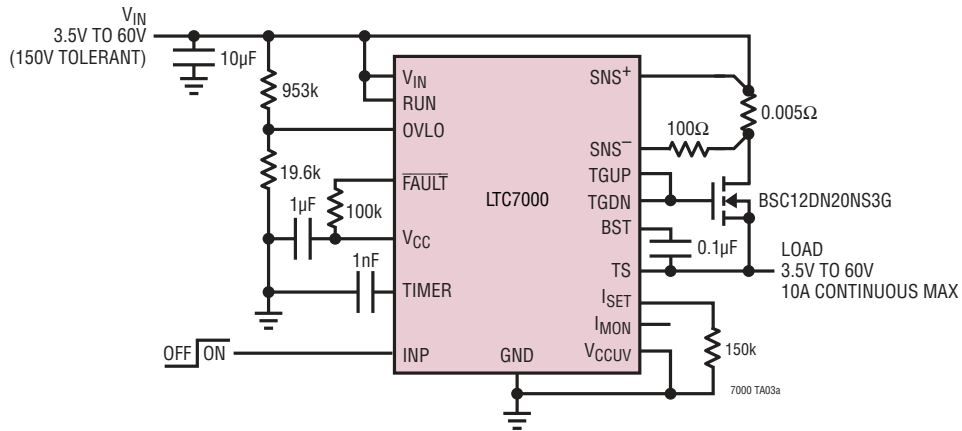 VIN
3.5V TO 60V
(150V TOLERANT)
10µF
953k
19.6k
1µF
100k
1nF
OFF ON
VIN
RUN
OVLO
FAULT
VCC
TIMER
INP
GND
LTC7000
SNS+
SNS–
TGUP
TGDN
BST
TS
ISET
IMON
VCCUV
100Ω
0.005Ω
BSC12DN20NS3G
0.1µF
LOAD
3.5V TO 60V
10A CONTINUOUS MAX
150k
7000 TA03a